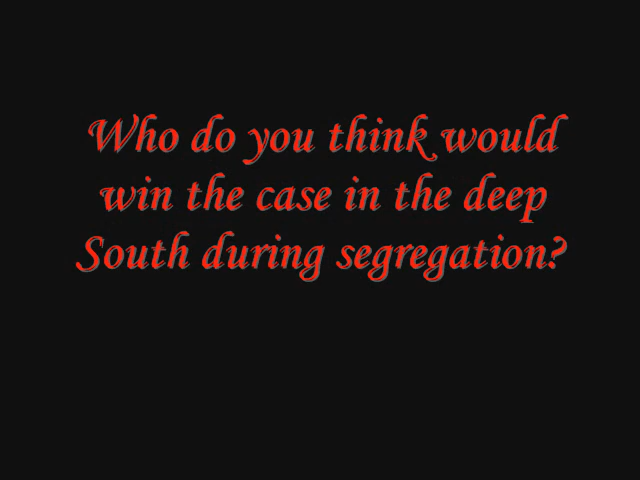 Who do you think would
win the case in the deep
South during segregation?